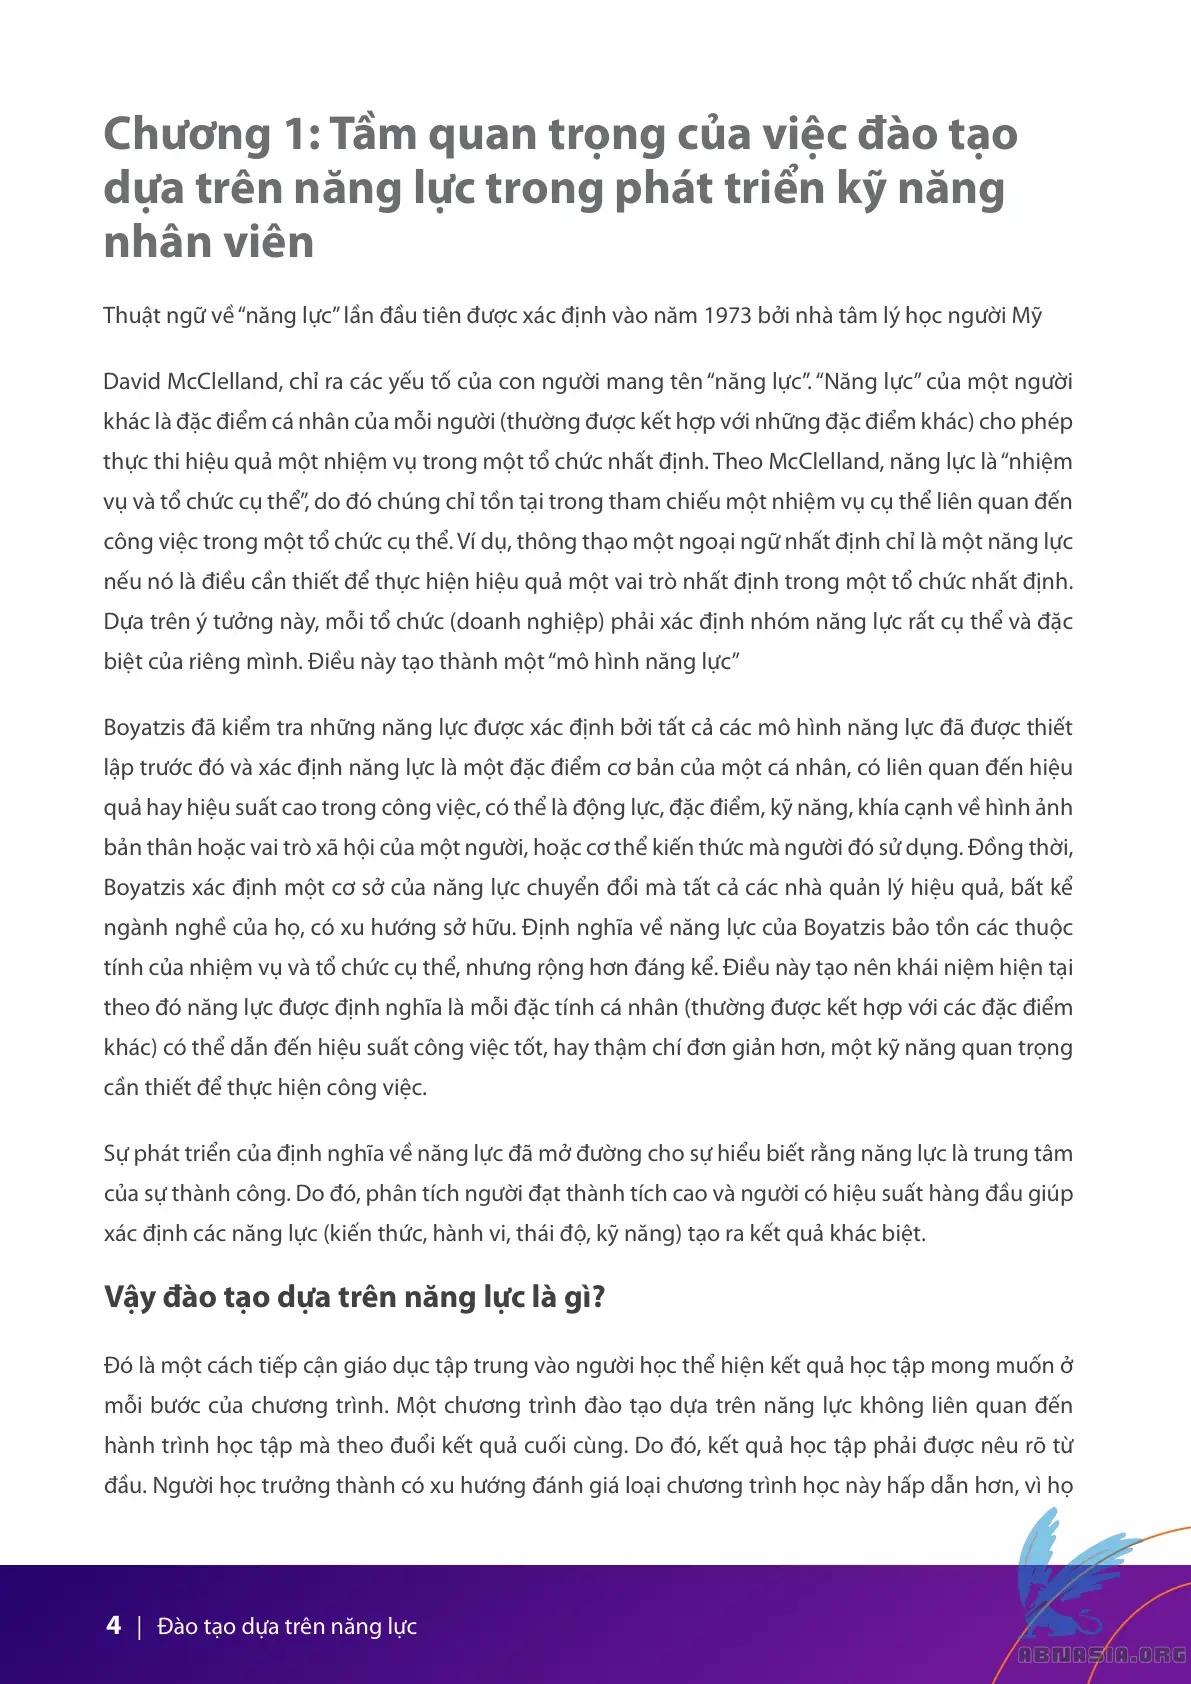 Chương 1: Tầm quan trọng của việc đào tạo
dựa trên năng lực trong phát triển kỹ năng
nhân viên
Thuật ngữ về “năng lực” lần đầu tiên được xác định vào năm 1973 bởi nhà tâm lý học người Mỹ
David McClelland, chỉ ra các yếu tố của con người mang tên “năng lực”. “Năng lực” của một người
khác là đặc điểm cá nhân của mỗi người (thường được kết hợp với những đặc điểm khác) cho phép
thực thi hiệu quả một nhiệm vụ trong một tổ chức nhất định. Theo McClelland, năng lực là “nhiệm
vụ và tổ chức cụ thể”, do đó chúng chỉ tồn tại trong tham chiếu một nhiệm vụ cụ thể liên quan đến
công việc trong một tổ chức cụ thể. Ví dụ, thông thạo một ngoại ngữ nhất định chỉ là một năng lực
nếu nó là điều cần thiết để thực hiện hiệu quả một vai trò nhất định trong một tổ chức nhất định.
Dựa trên ý tưởng này, mỗi tổ chức (doanh nghiệp) phải xác định nhóm năng lực rất cụ thể và đặc
biệt của riêng mình. Điều này tạo thành một “mô hình năng lực”
Boyatzis đã kiểm tra những năng lực được xác định bởi tất cả các mô hình năng lực đã được thiết
lập trước đó và xác định năng lực là một đặc điểm cơ bản của một cá nhân, có liên quan đến hiệu
quả hay hiệu suất cao trong công việc, có thể là động lực, đặc điểm, kỹ năng, khía cạnh về hình ảnh
bản thân hoặc vai trò xã hội của một người, hoặc cơ thể kiến thức mà người đó sử dụng. Đồng thời,
Boyatzis xác định một cơ sở của năng lực chuyển đổi mà tất cả các nhà quản lý hiệu quả, bất kể
ngành nghề của họ, có xu hướng sở hữu. Định nghĩa về năng lực của Boyatzis bảo tồn các thuộc
tính của nhiệm vụ và tổ chức cụ thể, nhưng rộng hơn đáng kể. Điều này tạo nên khái niệm hiện tại
theo đó năng lực được định nghĩa là mỗi đặc tính cá nhân (thường được kết hợp với các đặc điểm
khác) có thể dẫn đến hiệu suất công việc tốt, hay thậm chí đơn giản hơn, một kỹ năng quan trọng
cần thiết để thực hiện công việc.
Sự phát triển của định nghĩa về năng lực đã mở đường cho sự hiểu biết rằng năng lực là trung tâm
của sự thành công. Do đó, phân tích người đạt thành tích cao và người có hiệu suất hàng đầu giúp
xác định các năng lực (kiến thức, hành vi, thái độ, kỹ năng) tạo ra kết quả khác biệt.
Vậy đào tạo dựa trên năng lực là gì?
Đó là một cách tiếp cận giáo dục tập trung vào người học thể hiện kết quả học tập mong muốn ở
mỗi bước của chương trình. Một chương trình đào tạo dựa trên năng lực không liên quan đến
hành trình học tập mà theo đuổi kết quả cuối cùng. Do đó, kết quả học tập phải được nêu rõ từ
đầu. Người học trưởng thành có xu hướng đánh giá loại chương trình học này hấp dẫn hơn, vì họ
4 | Đào tạo dựa trên năng lực
ABNASIA.ORG